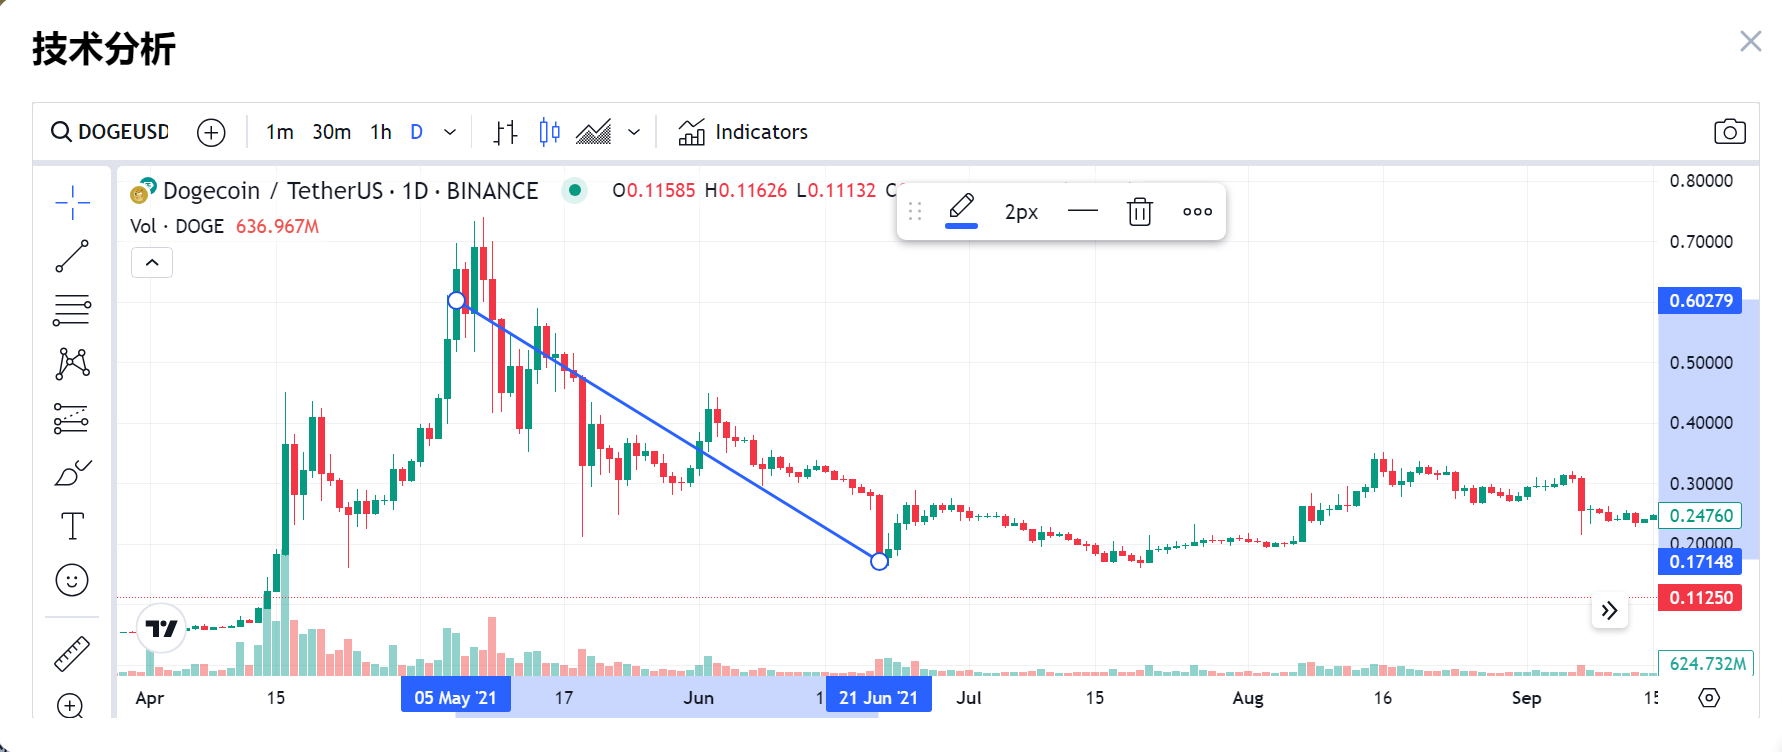 技术分析
DOGEUSD 1m 30m 1h D Indicators
Dogecoin / TetherUS · 1D · BINANCE O0.11585 H0.11626 L0.11132 C
Vol · DOGE 636.967M
2px
0.80000
0.70000
0.60279
0.50000
0.40000
0.30000
0.24760
0.20000
0.17148
0.11250
624.732M
Apr 15 05 May '21 17 Jun 1 21 Jun '21 Jul 15 Aug 16 Sep 15